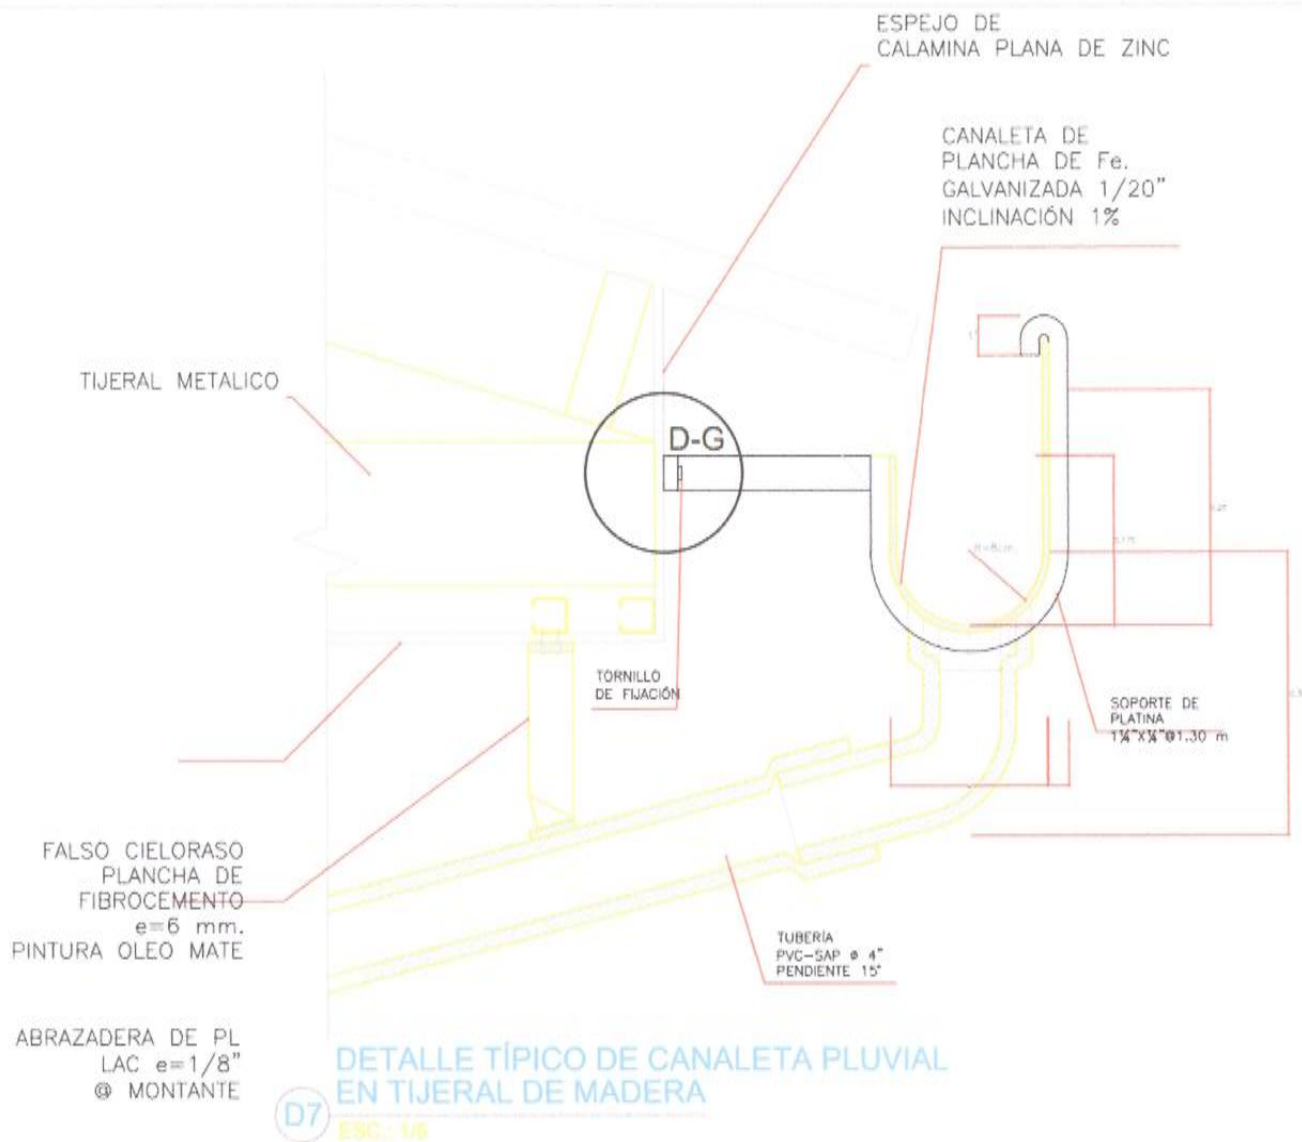 ESPEJO DE
CALAMINA PLANA DE ZINC
CANALETA DE
PLANCHA DE Fe.
GALVANIZADA 1/20"
INCLINACIÓN 1%
TIJERAL METALICO
D-G
R=8cm.
TORNILLO
DE FIJACIÓN
SOPORTE DE
PLATINA
1¼"X¼"@1.30 m
FALSO CIELORASO
PLANCHA DE
FIBROCEMENTO
e=6 mm.
PINTURA OLEO MATE
TUBERÍA
PVC-SAP ø 4"
PENDIENTE 15°
ABRAZADERA DE PL
LAC e=1/8"
@ MONTANTE
DETALLE TÍPICO DE CANALETA PLUVIAL
EN TIJERAL DE MADERA
D7